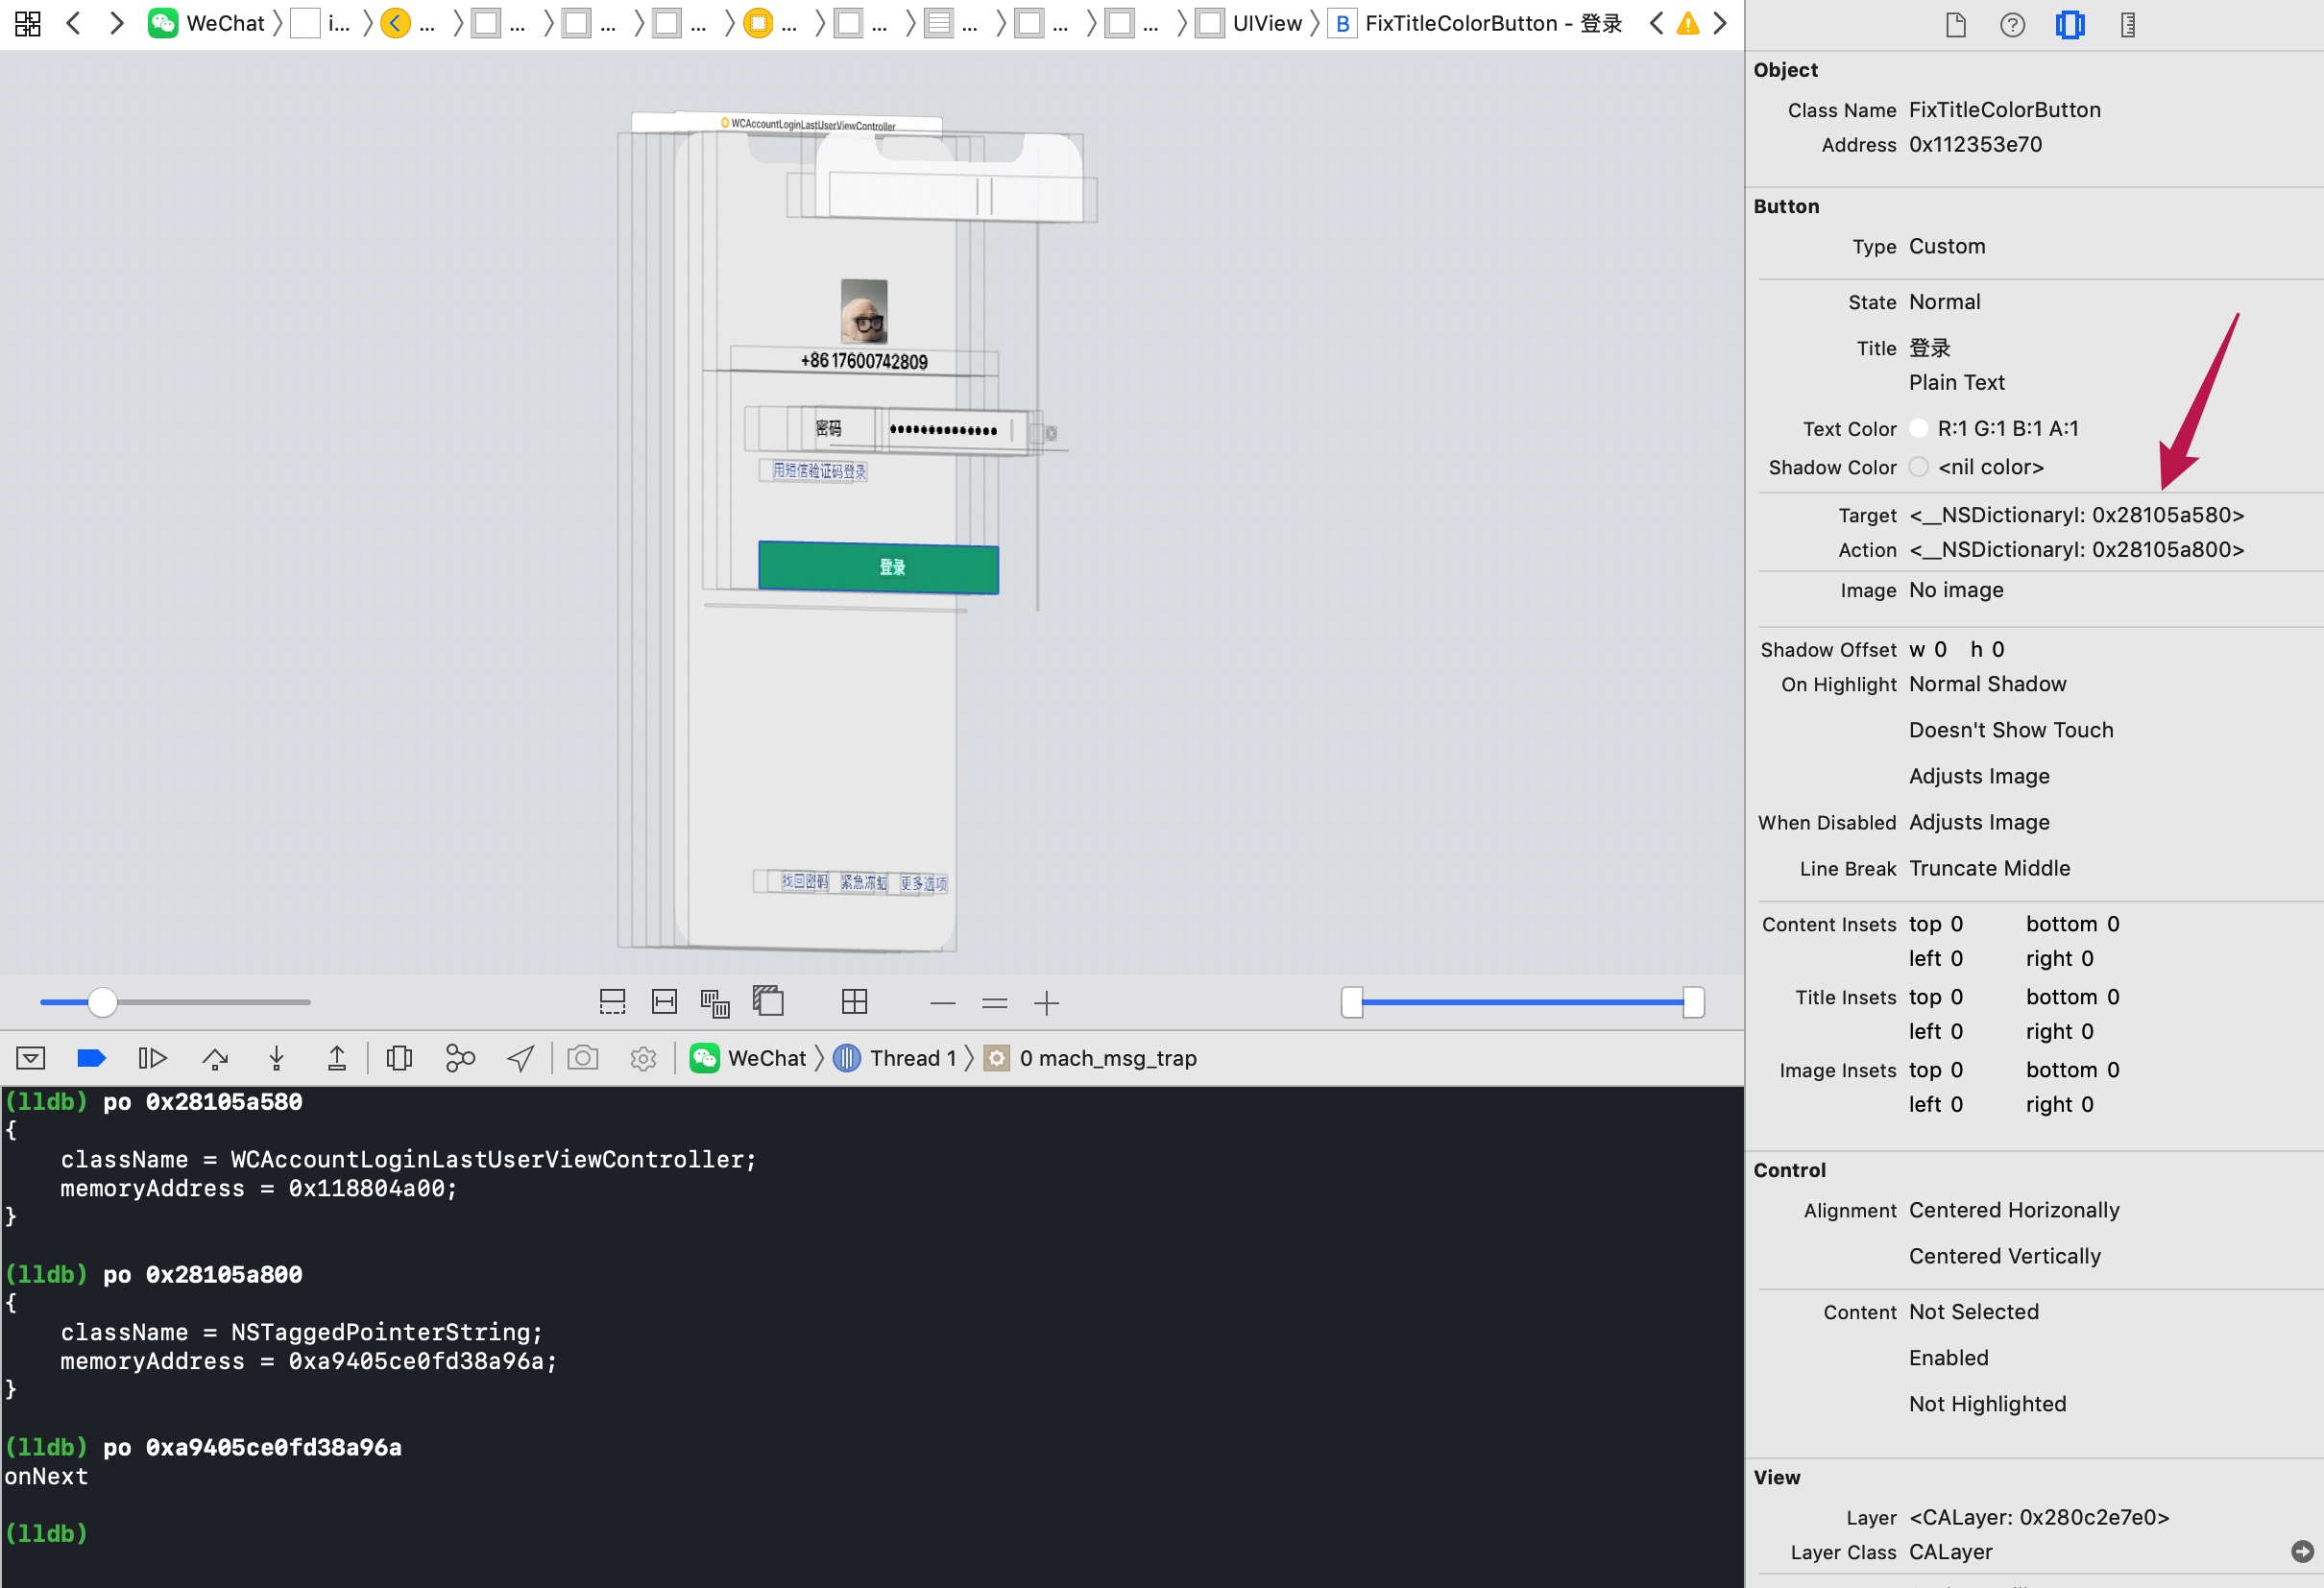 WeChat 〉 i... 〉 ... 〉 ... 〉 ... 〉 ... 〉 ... 〉 ... 〉 ... 〉 ... 〉 ... 〉 UIView 〉 B FixTitleColorButton - 登录
WCAccountLoginLastUserViewController
+86 17600742809
密码 ••••••••••••••
用短信验证码登录
登录
找回密码 紧急冻结 更多选项
WeChat 〉 Thread 1 〉 0 mach_msg_trap
(lldb) po 0x28105a580
{
    className = WCAccountLoginLastUserViewController;
    memoryAddress = 0x118804a00;
}
(lldb) po 0x28105a800
{
    className = NSTaggedPointerString;
    memoryAddress = 0xa9405ce0fd38a96a;
}
(lldb) po 0xa9405ce0fd38a96a
onNext
(lldb)
Object
Class Name FixTitleColorButton
Address 0x112353e70
Button
Type Custom
State Normal
Title 登录
Plain Text
Text Color R:1 G:1 B:1 A:1
Shadow Color <nil color>
Target <__NSDictionaryI: 0x28105a580>
Action <__NSDictionaryI: 0x28105a800>
Image No image
Shadow Offset w 0 h 0
On Highlight Normal Shadow
Doesn't Show Touch
Adjusts Image
When Disabled Adjusts Image
Line Break Truncate Middle
Content Insets top 0 bottom 0
left 0 right 0
Title Insets top 0 bottom 0
left 0 right 0
Image Insets top 0 bottom 0
left 0 right 0
Control
Alignment Centered Horizonally
Centered Vertically
Content Not Selected
Enabled
Not Highlighted
View
Layer <CALayer: 0x280c2e7e0>
Layer Class CALayer